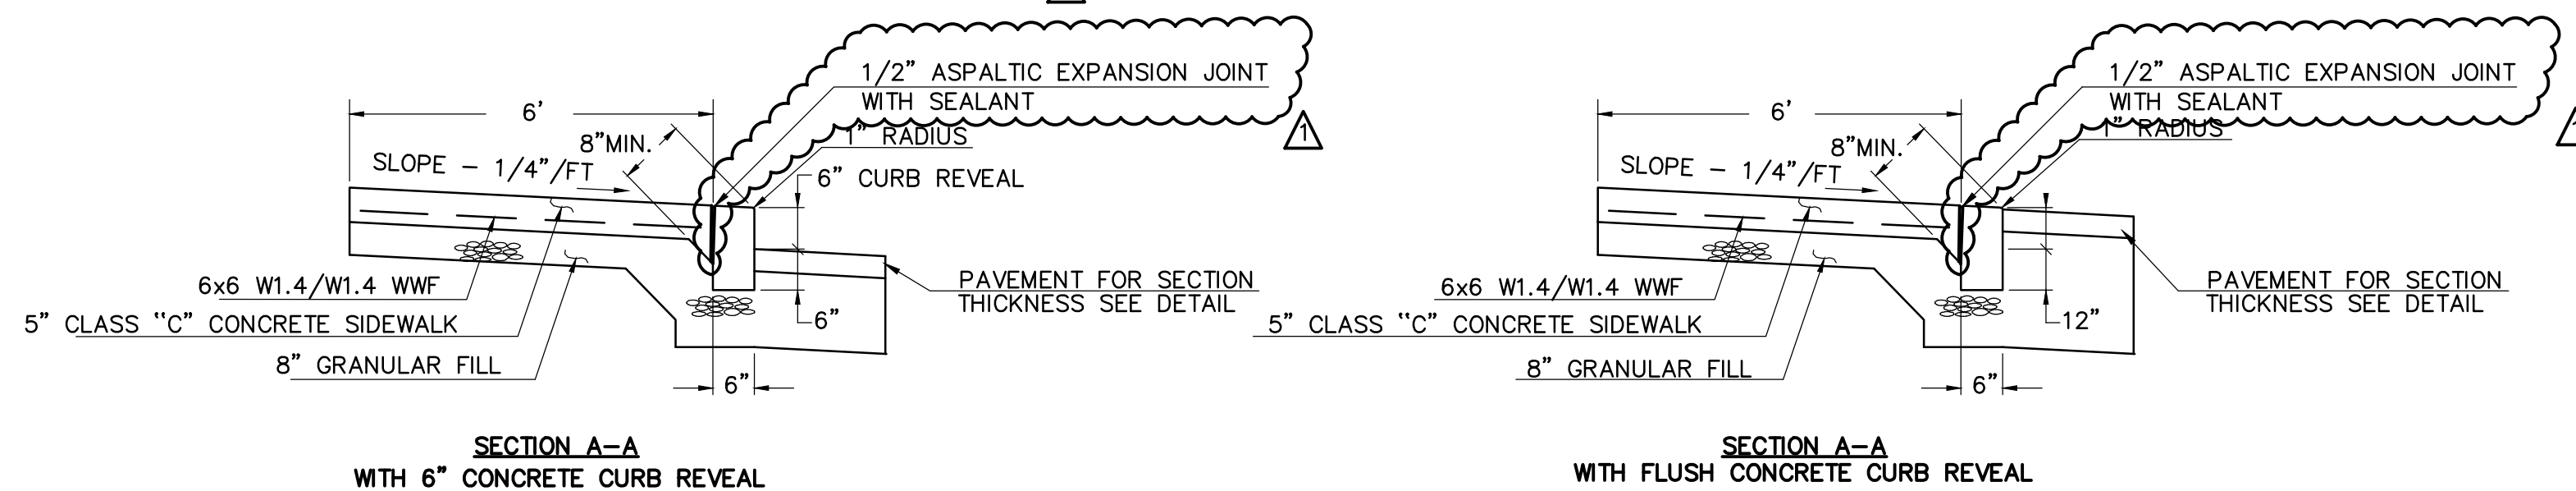 1/2” ASPALTIC EXPANSION JOINT
WITH SEALANT
1
1” RADIUS
6’
8”MIN.
SLOPE - 1/4”/FT
6” CURB REVEAL
6x6 W1.4/W1.4 WWF
5” CLASS “C” CONCRETE SIDEWALK
8” GRANULAR FILL
PAVEMENT FOR SECTION
THICKNESS SEE DETAIL
6”
6”
SECTION A-A
WITH 6” CONCRETE CURB REVEAL
1/2” ASPALTIC EXPANSION JOINT
WITH SEALANT
1” RADIUS
6’
8”MIN.
SLOPE - 1/4”/FT
6x6 W1.4/W1.4 WWF
5” CLASS “C” CONCRETE SIDEWALK
8” GRANULAR FILL
PAVEMENT FOR SECTION
THICKNESS SEE DETAIL
12”
6”
SECTION A-A
WITH FLUSH CONCRETE CURB REVEAL